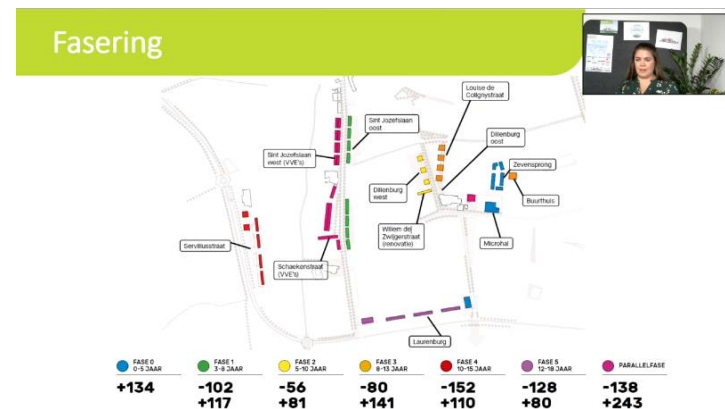 Fasering
Louise de
Colignystraat
Sint Jozefslaan
oost
Dillenburg
oost
Sint Jozefslaan
west (VVE's)
Zevensprong
Dillenburg
west
Buurthuis
Willem de
Zwijgerstraat
(renovatie)
Microhal
Serviliusstraat
Schaekenstraat
(VVE's)
Laurenburg
FASE 0
0-5 JAAR
+134
FASE 1
3-8 JAAR
-102
+117
FASE 2
5-10 JAAR
-56
+81
FASE 3
8-13 JAAR
-80
+141
FASE 4
10-15 JAAR
-152
+110
FASE 5
12-18 JAAR
-128
+80
PARALLELFASE
-138
+243